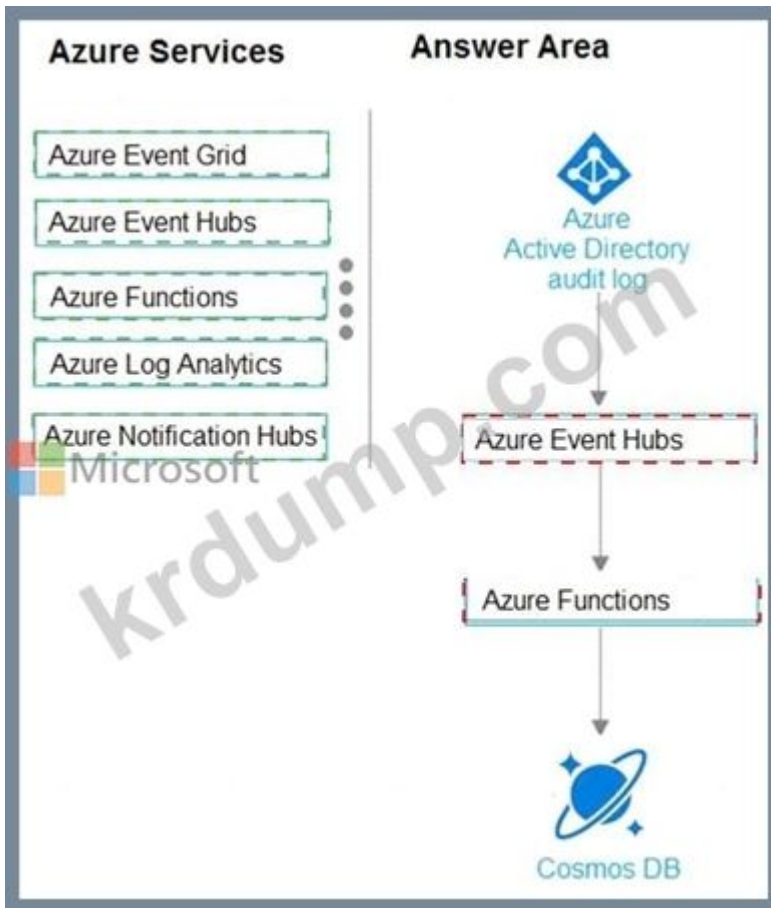 Azure Services
Answer Area
Azure Event Grid
Azure Event Hubs
Azure Functions
Azure Log Analytics
Azure Notification Hubs
Microsoft
Azure
Active Directory
audit log
Azure Event Hubs
Azure Functions
Cosmos DB
krdump.com